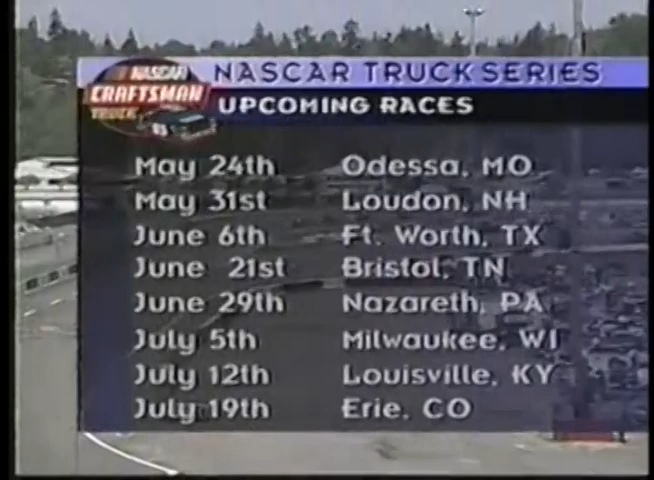 NASCAR
CRAFTSMAN
TRUCK
NASCAR TRUCK SERIES
UPCOMING RACES
May 24th Odessa, MO
May 31st Loudon, NH
June 6th Ft. Worth, TX
June 21st Bristol, TN
June 29th Nazareth, PA
July 5th Milwaukee, WI
July 12th Louisville, KY
July 19th Erie, CO